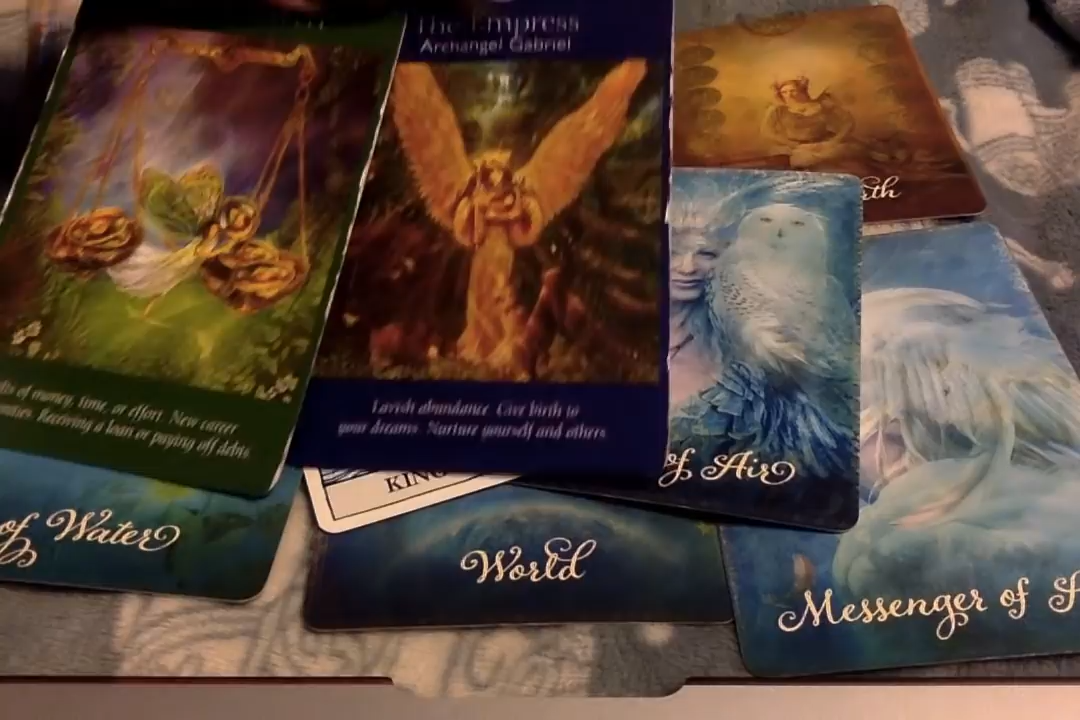 The Empress
Archangel Gabriel
rth
of money, time, or effort. New career
Receiving a loan or paying off debts.
Lavish abundance. Give birth to
your dreams. Nurture yourself and others.
of Air
of Water
KING
World
Messenger of